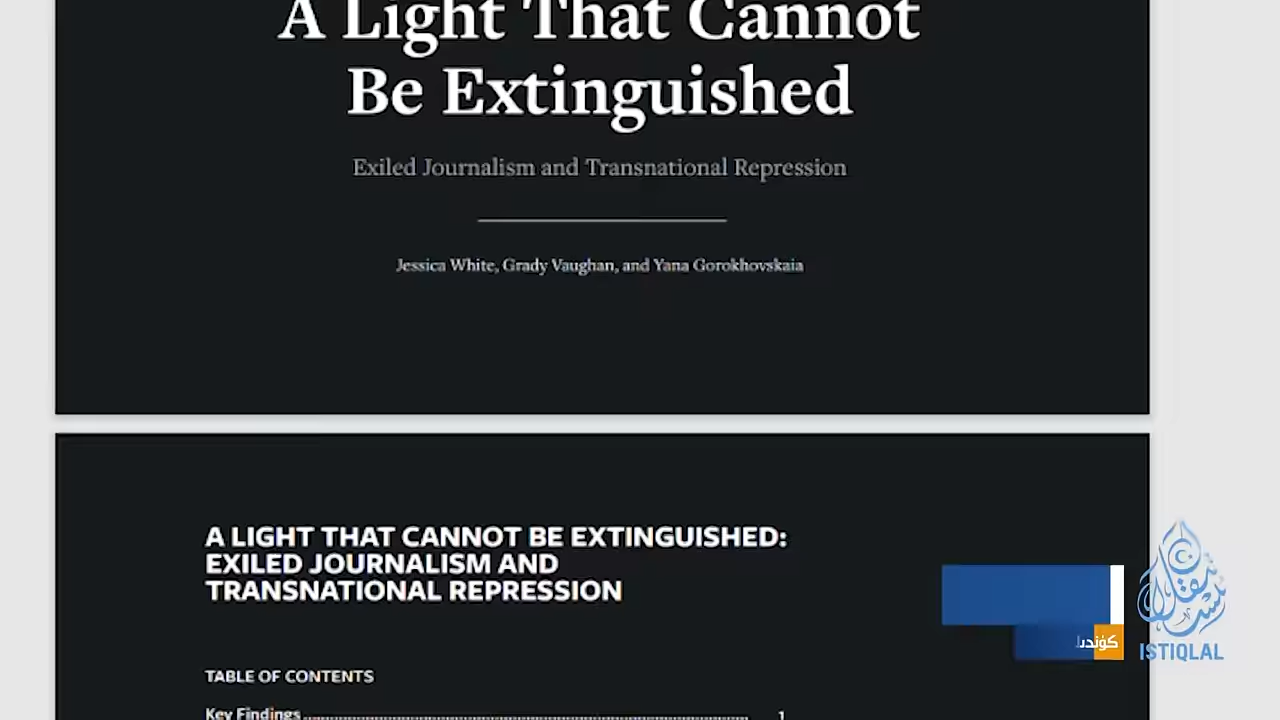 A Light That Cannot
Be Extinguished
Exiled Journalism and Transnational Repression
Jessica White, Grady Vaughan, and Yana Gorokhovskaia
A LIGHT THAT CANNOT BE EXTINGUISHED:
EXILED JOURNALISM AND
TRANSNATIONAL REPRESSION
TABLE OF CONTENTS
Key Findings 1
ISTIQLAL